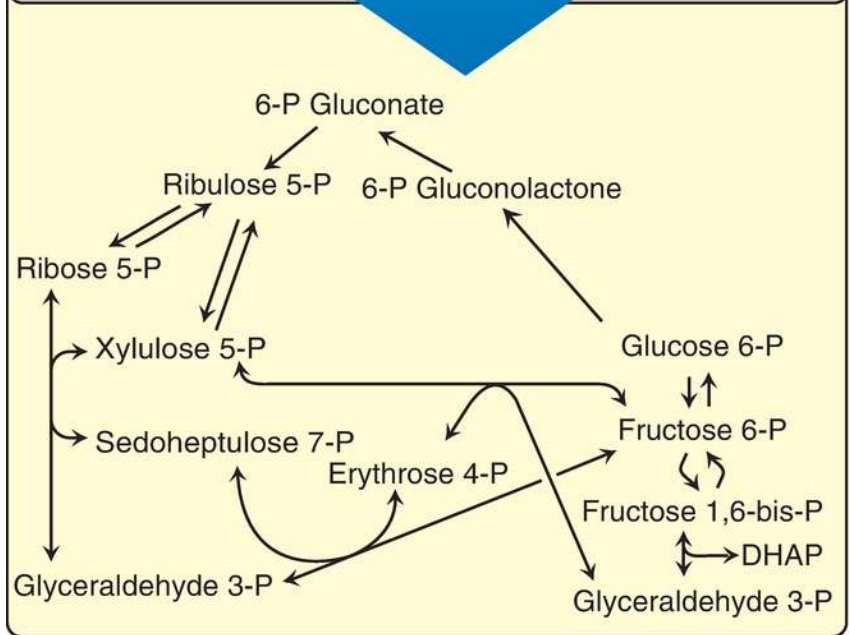 6-P Gluconate
Ribulose 5-P
6-P Gluconolactone
Ribose 5-P
Xylulose 5-P
Glucose 6-P
Sedoheptulose 7-P
Fructose 6-P
Erythrose 4-P
Fructose 1,6-bis-P
DHAP
Glyceraldehyde 3-P
Glyceraldehyde 3-P